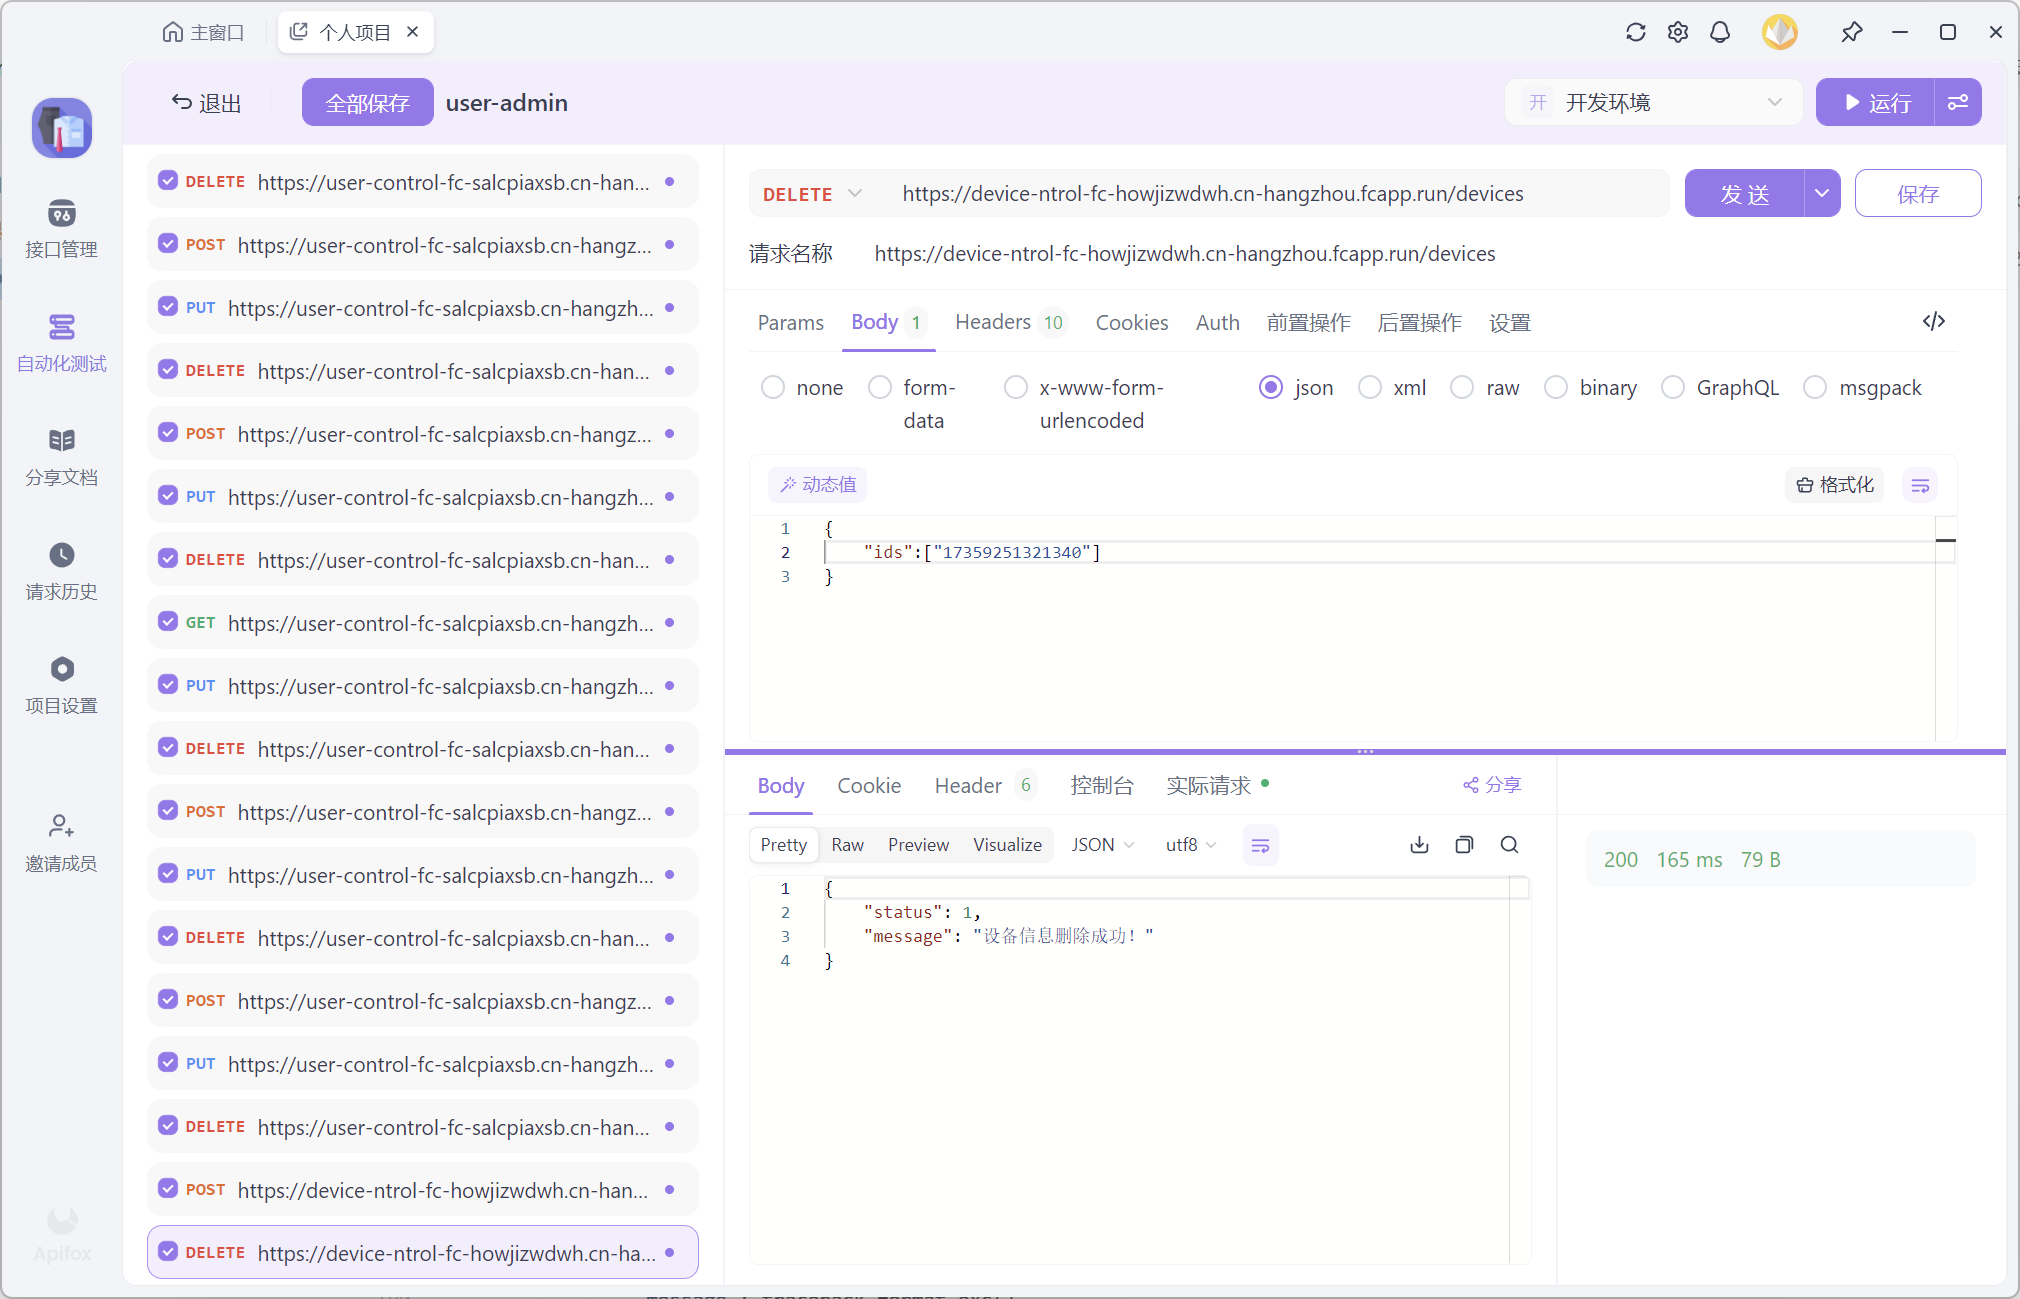 主窗口
个人项目
退出
全部保存
user-admin
开 开发环境
运行
接口管理
自动化测试
分享文档
请求历史
项目设置
邀请成员
Apifox
DELETE https://user-control-fc-salcpiaxsb.cn-han...
POST https://user-control-fc-salcpiaxsb.cn-hangz...
PUT https://user-control-fc-salcpiaxsb.cn-hangzh...
DELETE https://user-control-fc-salcpiaxsb.cn-han...
POST https://user-control-fc-salcpiaxsb.cn-hangz...
PUT https://user-control-fc-salcpiaxsb.cn-hangzh...
DELETE https://user-control-fc-salcpiaxsb.cn-han...
GET https://user-control-fc-salcpiaxsb.cn-hangzh...
PUT https://user-control-fc-salcpiaxsb.cn-hangzh...
DELETE https://user-control-fc-salcpiaxsb.cn-han...
POST https://user-control-fc-salcpiaxsb.cn-hangz...
PUT https://user-control-fc-salcpiaxsb.cn-hangzh...
DELETE https://user-control-fc-salcpiaxsb.cn-han...
POST https://user-control-fc-salcpiaxsb.cn-hangz...
PUT https://user-control-fc-salcpiaxsb.cn-hangzh...
DELETE https://user-control-fc-salcpiaxsb.cn-han...
POST https://device-ntrol-fc-howjizwdwh.cn-han...
DELETE https://device-ntrol-fc-howjizwdwh.cn-ha...
DELETE https://device-ntrol-fc-howjizwdwh.cn-hangzhou.fcapp.run/devices
发 送
保存
请求名称 https://device-ntrol-fc-howjizwdwh.cn-hangzhou.fcapp.run/devices
Params Body 1 Headers 10 Cookies Auth 前置操作 后置操作 设置
none form-data x-www-form-urlencoded json xml raw binary GraphQL msgpack
动态值 格式化
1 {
2 "ids":["17359251321340"]
3 }
Body Cookie Header 6 控制台 实际请求 分享
Pretty Raw Preview Visualize JSON utf8
200 165 ms 79 B
1 {
2 "status": 1,
3 "message": "设备信息删除成功！"
4 }